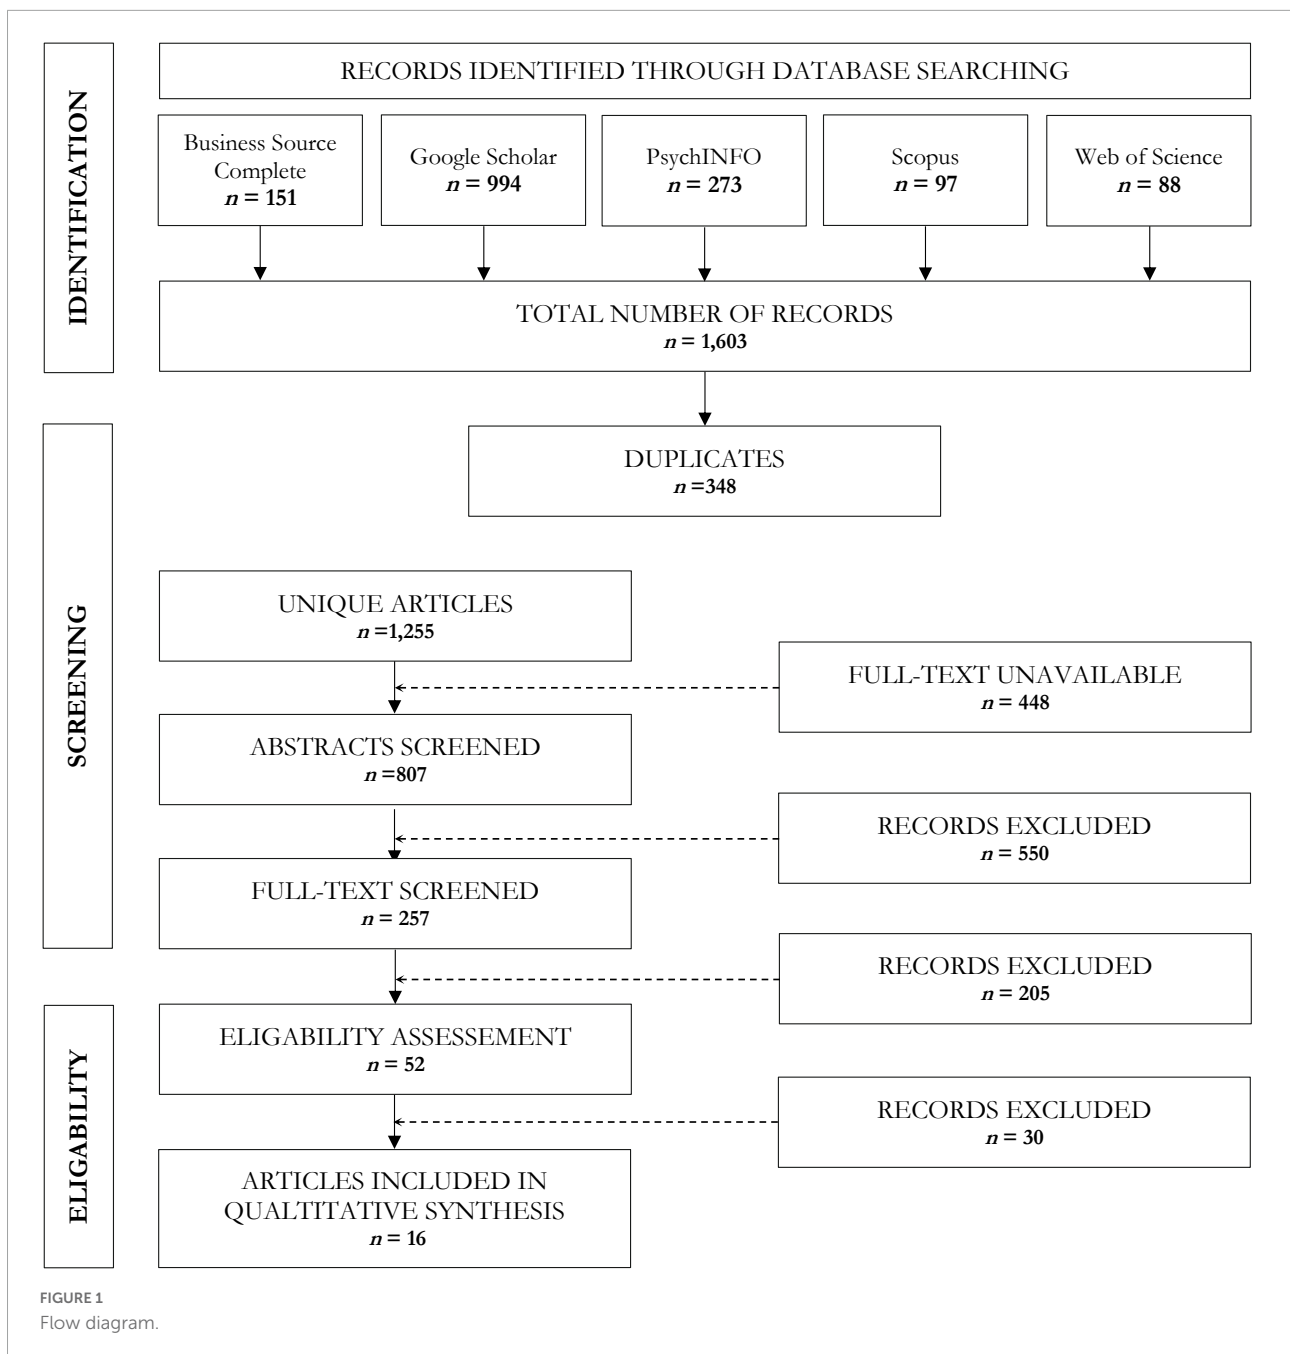 RECORDS IDENTIFIED THROUGH DATABASE SEARCHING
IDENTIFICATION
Business Source
Complete
n = 151
Google Scholar
n = 994
PsychINFO
n = 273
Scopus
n = 97
Web of Science
n = 88
TOTAL NUMBER OF RECORDS
n = 1,603
SCREENING
DUPLICATES
n =348
UNIQUE ARTICLES
n =1,255
FULL-TEXT UNAVAILABLE
n = 448
ABSTRACTS SCREENED
n =807
RECORDS EXCLUDED
n = 550
FULL-TEXT SCREENED
n = 257
RECORDS EXCLUDED
n = 205
ELIGABILITY
ELIGABILITY ASSESSEMENT
n = 52
RECORDS EXCLUDED
n = 30
ARTICLES INCLUDED IN
QUALTITATIVE SYNTHESIS
n = 16
FIGURE 1
Flow diagram.